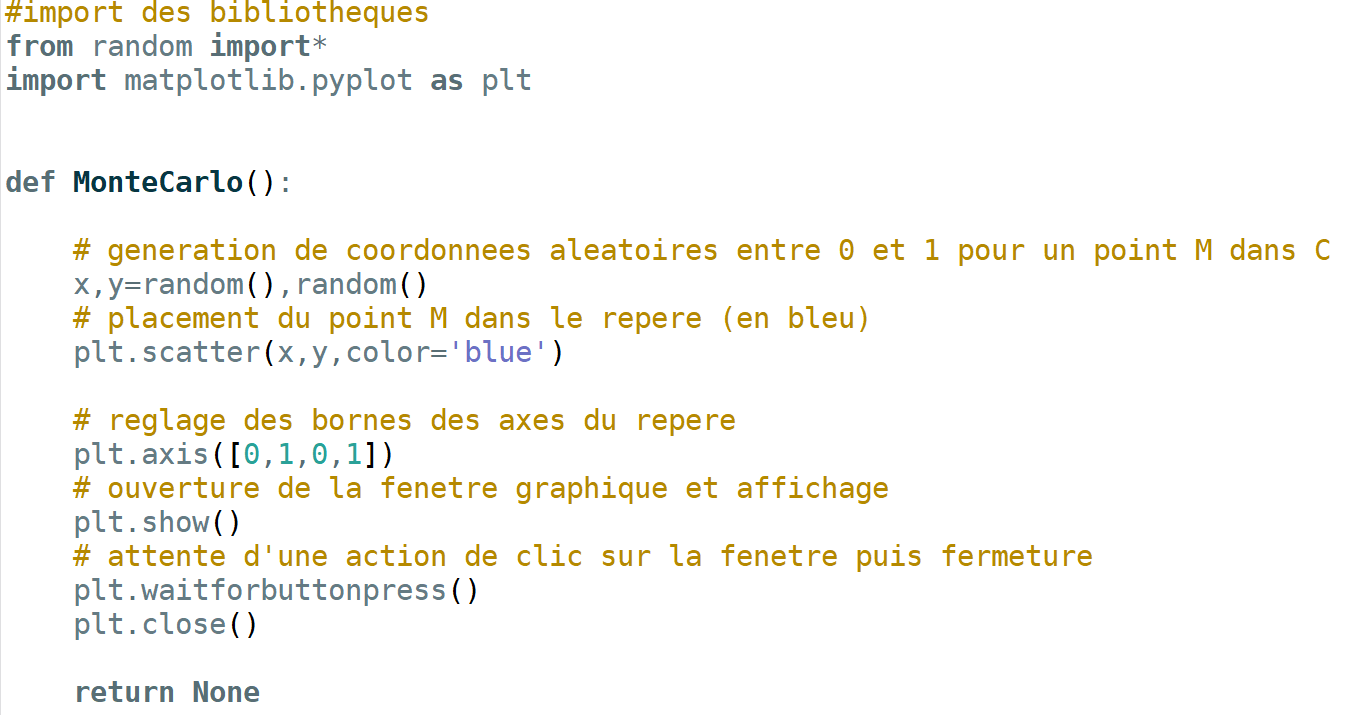 #import des bibliotheques
from random import*
import matplotlib.pyplot as plt
def MonteCarlo():
# generation de coordonnees aleatoires entre 0 et 1 pour un point M dans C
x,y=random(),random()
# placement du point M dans le repere (en bleu)
plt.scatter(x,y,color='blue')
# reglage des bornes des axes du repere
plt.axis([0,1,0,1])
# ouverture de la fenetre graphique et affichage
plt.show()
# attente d'une action de clic sur la fenetre puis fermeture
plt.waitforbuttonpress()
plt.close()
return None